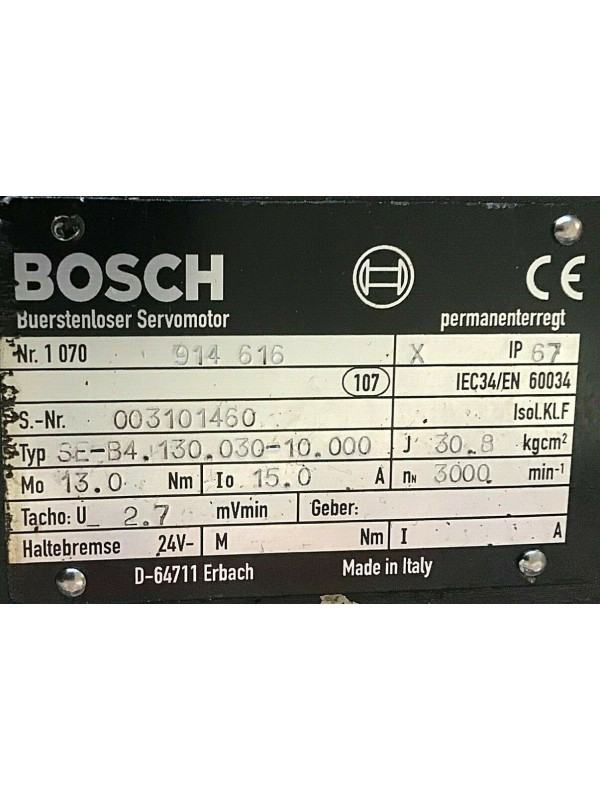 BOSCH CE
Buerstenloser Servomotor permanenterregt
Nr. 1 070 914 616 X IP 67
107 IEC34/EN 60034
S.-Nr. 003101460 Isol.Kl.F
Typ SE-B4.130.030-10.000 J 30.8 kgcm²
Mo 13.0 Nm Io 15.0 A nN 3000 min-1
Tacho: U_ 2.7 mVmin Geber:
Haltebremse 24V- M Nm I A
D-64711 Erbach Made in Italy